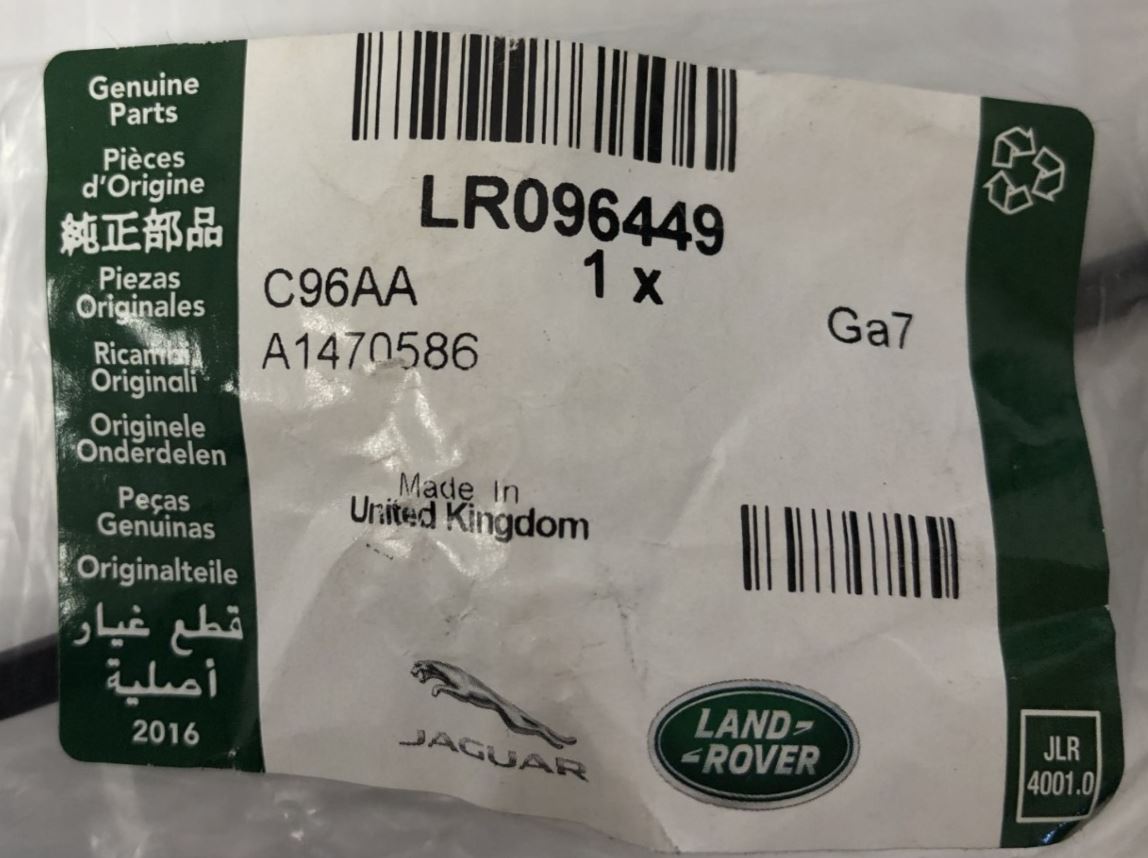 Genuine
Parts
Pièces
d'Origine
純正部品
Piezas
Originales
Ricambi
Originali
Originele
Onderdelen
Peças
Genuinas
Originalteile
قطع غيار
أصلية
2016
LR096449
1 x
C96AA
A1470586
Ga7
Made In
United Kingdom
JAGUAR
LAND-
-ROVER
JLR
4001.0